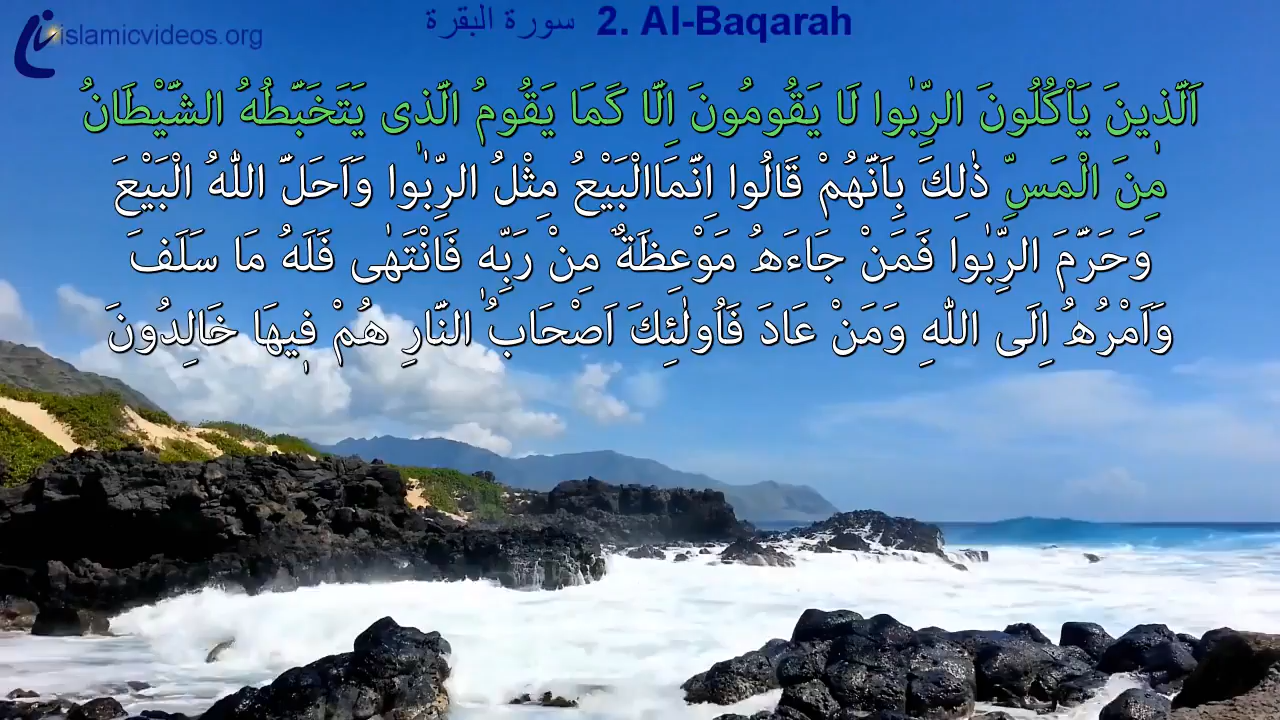 islamicvideos.org
سورة البقرة 2. Al-Baqarah
اَلَّذ۪ينَ يَأْكُلُونَ الرِّبٰوا لَا يَقُومُونَ اِلَّا كَمَا يَقُومُ الَّذ۪ى يَتَخَبَّطُهُ الشَّيْطَانُ
مِنَ الْمَسِّ ذٰلِكَ بِاَنَّهُمْ قَالُوا اِنَّمَاالْبَيْعُ مِثْلُ الرِّبٰوا وَاَحَلَّ اللّٰهُ الْبَيْعَ
وَحَرَّمَ الرِّبٰوا فَمَنْ جَاءَهُ مَوْعِظَةٌ مِنْ رَبِّه۪ فَانْتَهٰى فَلَهُ مَا سَلَفَ
وَاَمْرُهُ اِلَى اللّٰهِ وَمَنْ عَادَ فَاُولٰئِكَ اَصْحَابُ النَّارِ هُمْ ف۪يهَا خَالِدُونَ